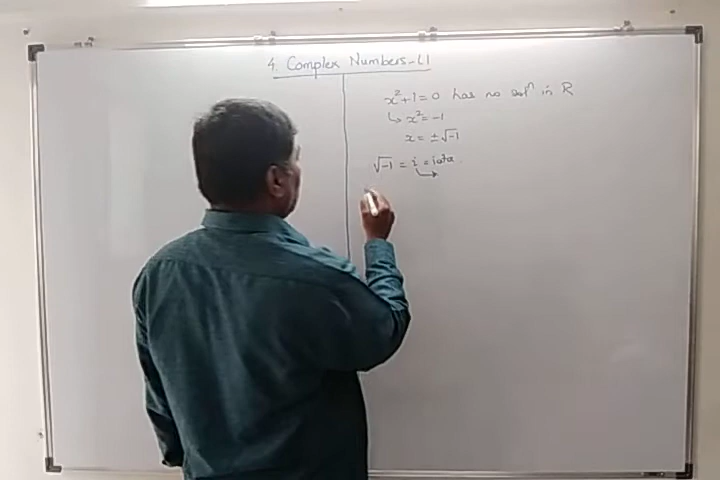 4. Complex Numbers-L1
x²+1=0 has no solⁿ in R
↳ x² = -1
x = ±√-1
√-1 = i = iota.